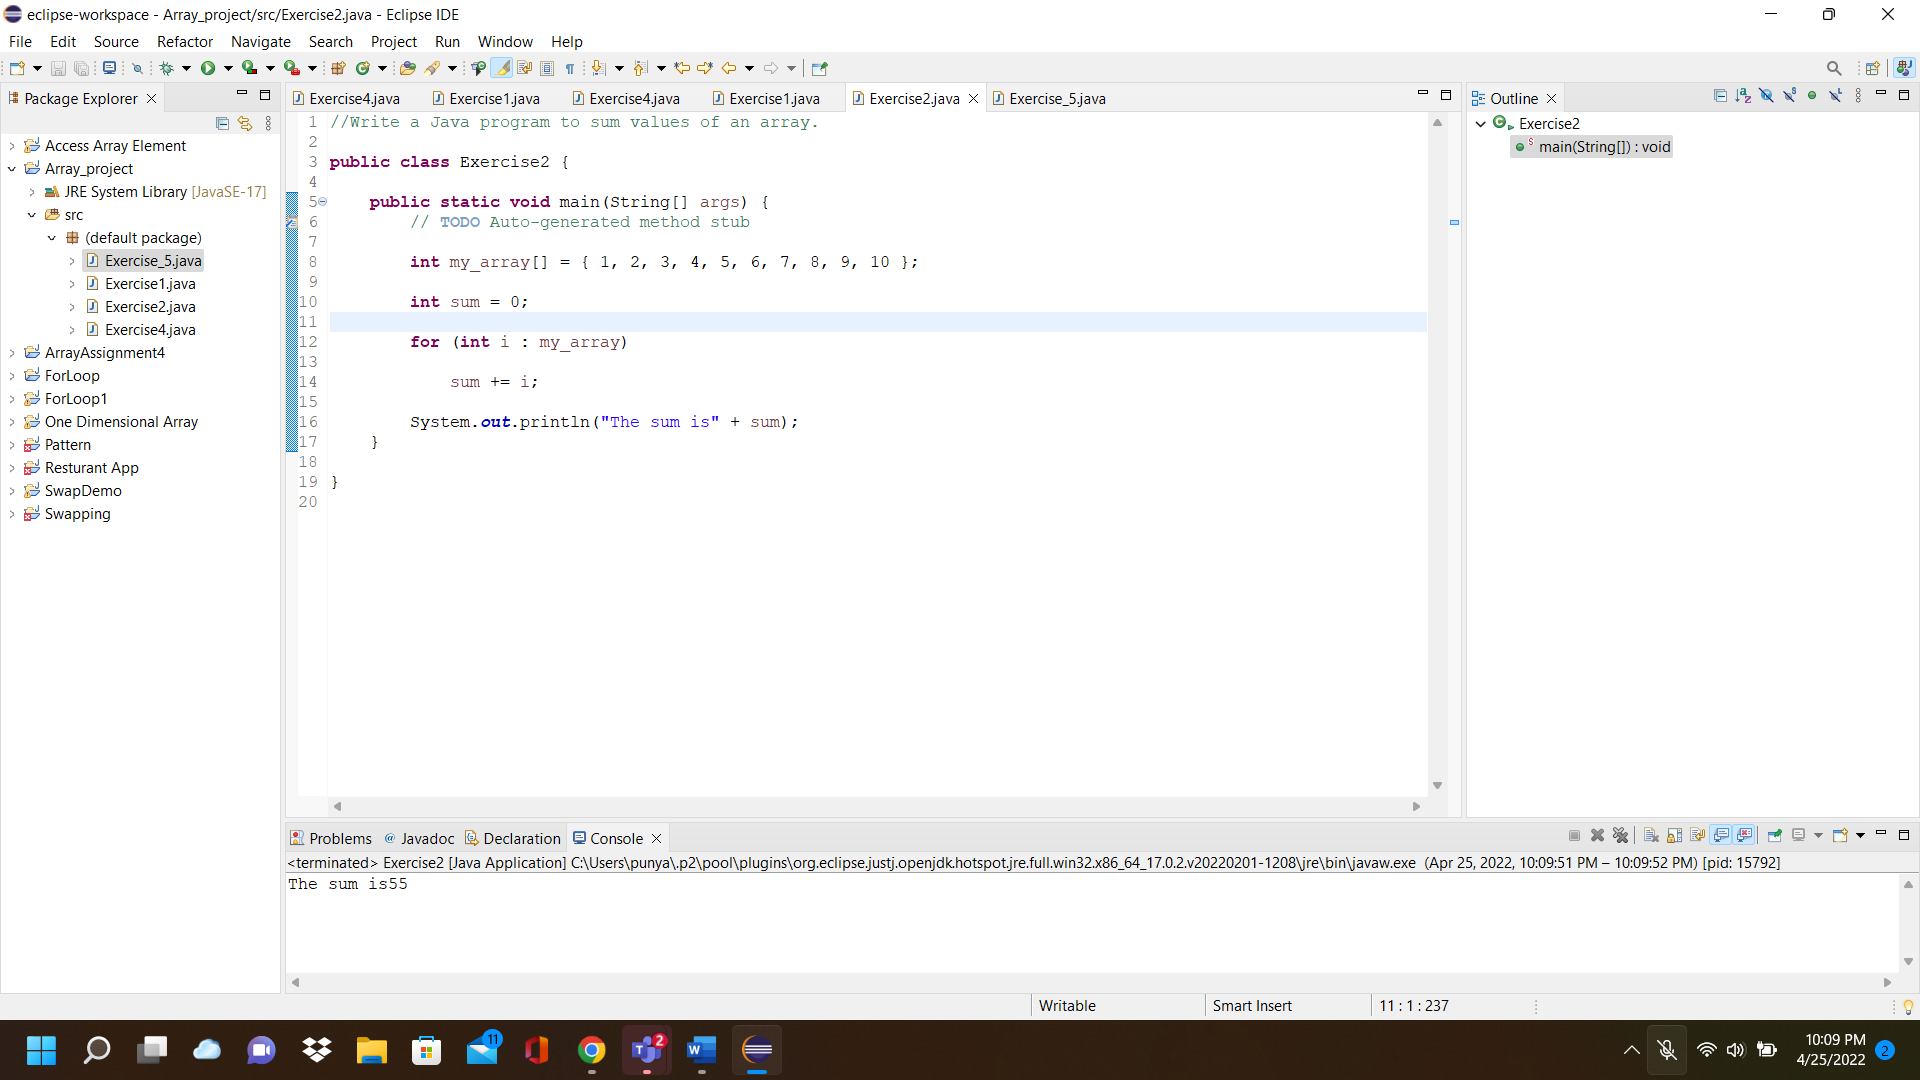 eclipse-workspace - Array_project/src/Exercise2.java - Eclipse IDE
File Edit Source Refactor Navigate Search Project Run Window Help
Package Explorer
Access Array Element
Array_project
JRE System Library [JavaSE-17]
src
(default package)
Exercise_5.java
Exercise1.java
Exercise2.java
Exercise4.java
ArrayAssignment4
ForLoop
ForLoop1
One Dimensional Array
Pattern
Resturant App
SwapDemo
Swapping
Exercise4.java Exercise1.java Exercise4.java Exercise1.java Exercise2.java Exercise_5.java
1 //Write a Java program to sum values of an array.
2
3 public class Exercise2 {
4
5 public static void main(String[] args) {
6 // TODO Auto-generated method stub
7
8 int my_array[] = { 1, 2, 3, 4, 5, 6, 7, 8, 9, 10 };
9
10 int sum = 0;
11
12 for (int i : my_array)
13
14 sum += i;
15
16 System.out.println("The sum is" + sum);
17 }
18
19 }
20
Outline
Exercise2
main(String[]) : void
Problems Javadoc Declaration Console
<terminated> Exercise2 [Java Application] C:\Users\punya\.p2\pool\plugins\org.eclipse.justj.openjdk.hotspot.jre.full.win32.x86_64_17.0.2.v20220201-1208\jre\bin\javaw.exe (Apr 25, 2022, 10:09:51 PM – 10:09:52 PM) [pid: 15792]
The sum is55
Writable Smart Insert 11 : 1 : 237
11
2
10:09 PM
4/25/2022
2